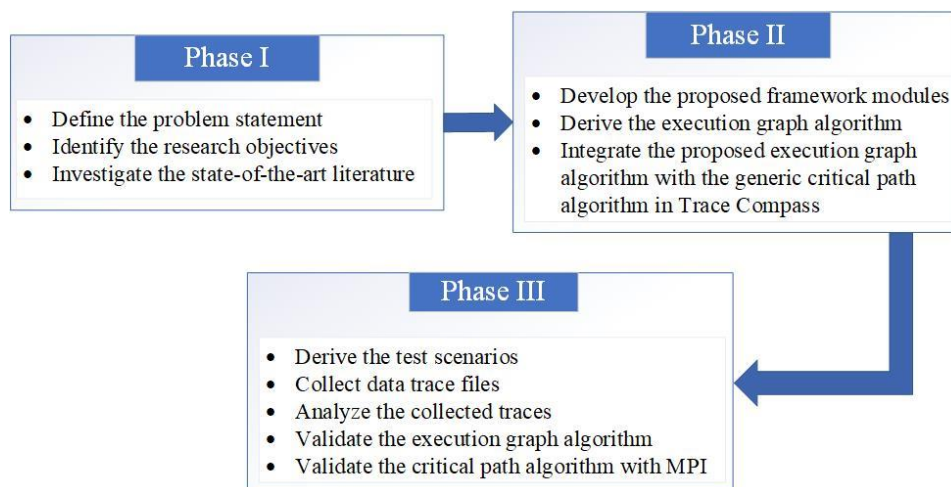 Phase I
• Define the problem statement
• Identify the research objectives
• Investigate the state-of-the-art literature
Phase II
• Develop the proposed framework modules
• Derive the execution graph algorithm
• Integrate the proposed execution graph
algorithm with the generic critical path
algorithm in Trace Compass
Phase III
• Derive the test scenarios
• Collect data trace files
• Analyze the collected traces
• Validate the execution graph algorithm
• Validate the critical path algorithm with MPI